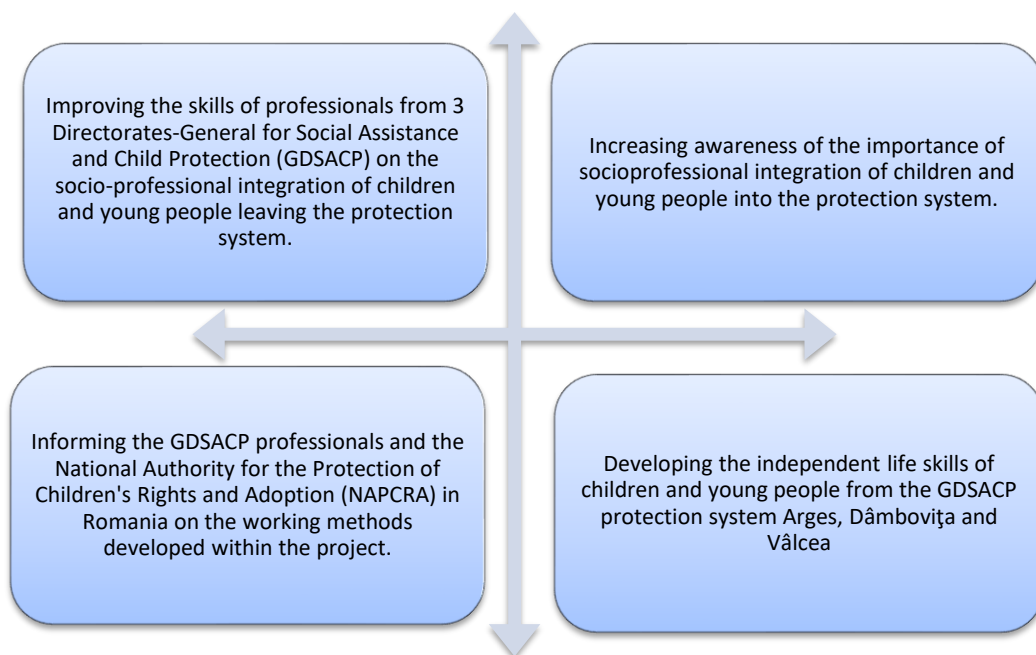 Improving the skills of professionals from 3
Directorates-General for Social Assistance
and Child Protection (GDSACP) on the
socio-professional integration of children
and young people leaving the protection
system.
Increasing awareness of the importance of
socioprofessional integration of children and
young people into the protection system.
Informing the GDSACP professionals and the
National Authority for the Protection of
Children's Rights and Adoption (NAPCRA) in
Romania on the working methods
developed within the project.
Developing the independent life skills of
children and young people from the GDSACP
protection system Arges, Dâmboviţa and
Vâlcea